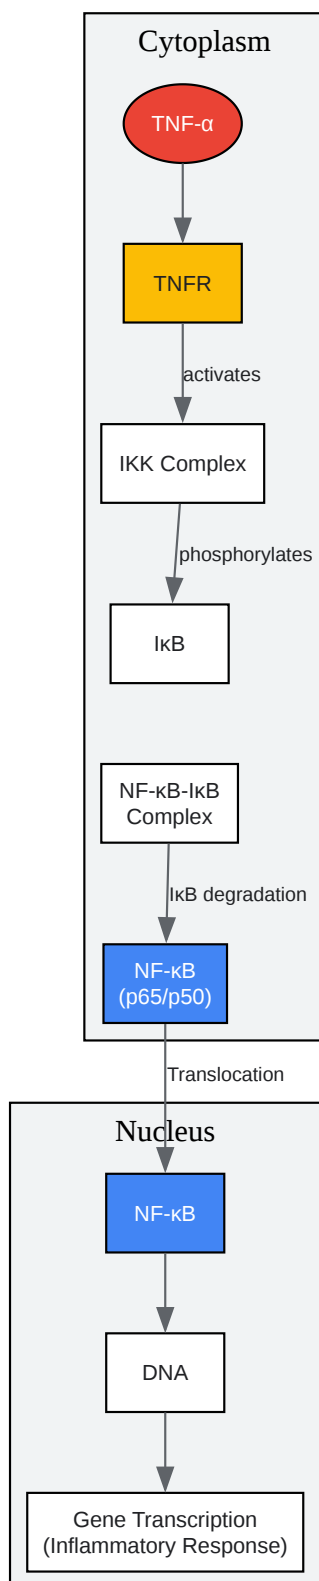 Cytoplasm
TNF-α
TNFR
activates
IKK Complex
phosphorylates
IκB
NF-κB-IκB
Complex
IκB degradation
NF-κB
(p65/p50)
Translocation
Nucleus
NF-κB
DNA
Gene Transcription
(Inflammatory Response)